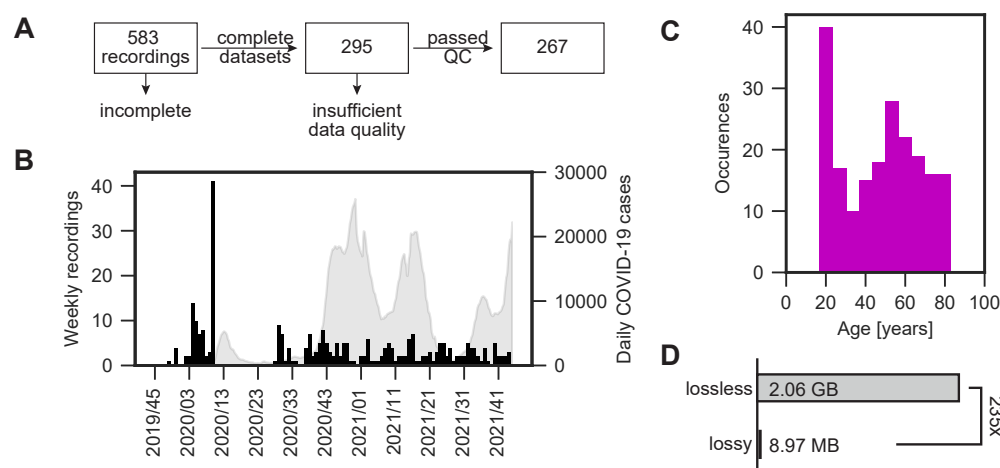 A
583
recordings
complete
datasets
295
passed
QC
267
incomplete
insufficient
data quality
B
Weekly recordings
40
30
20
10
0
30000
20000
10000
0
Daily COVID-19 cases
2019/45
2020/03
2020/13
2020/23
2020/33
2020/43
2021/01
2021/11
2021/21
2021/31
2021/41
C
Occurences
40
30
20
10
0
0
20
40
60
80
100
Age [years]
D
lossless
2.06 GB
lossy
8.97 MB
235x